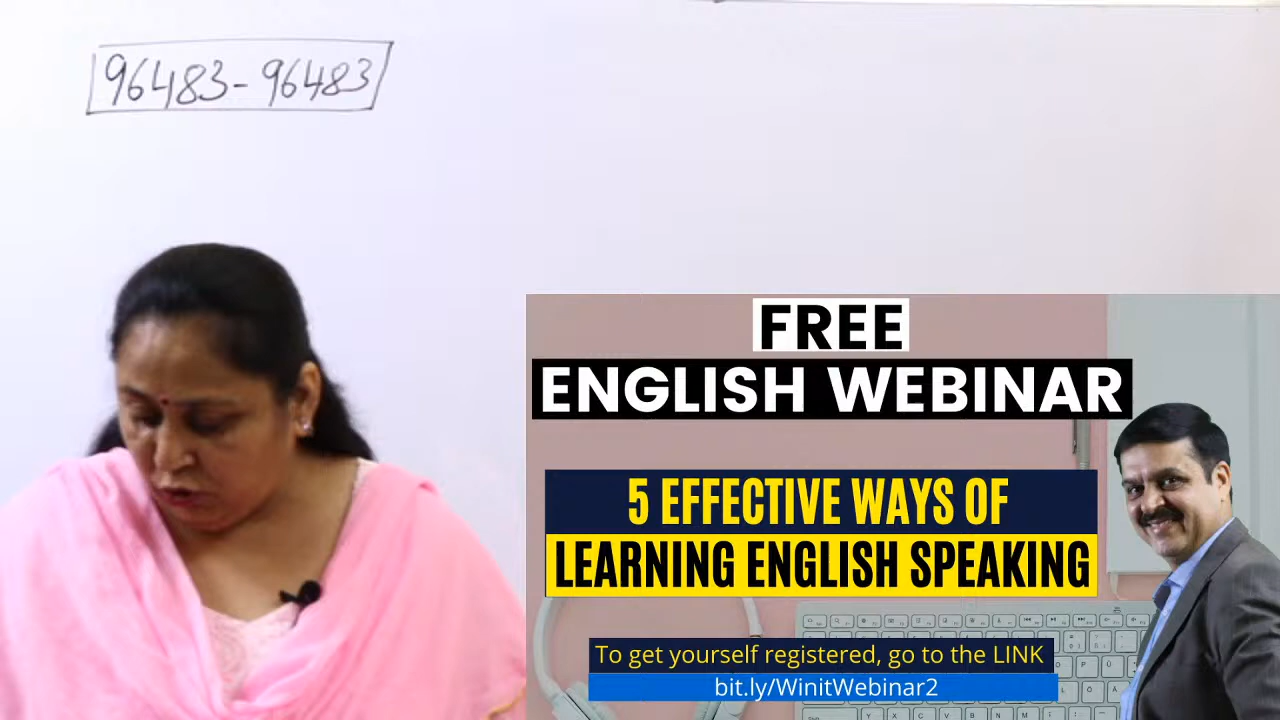 96483-96483
FREE
ENGLISH WEBINAR
5 EFFECTIVE WAYS OF
LEARNING ENGLISH SPEAKING
To get yourself registered, go to the LINK
bit.ly/WinitWebinar2